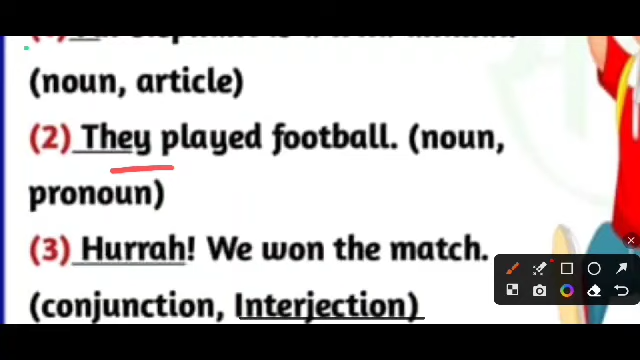 (noun, article)
(2) They played football. (noun,
pronoun)
(3) Hurrah! We won the match.
(conjunction, Interjection)